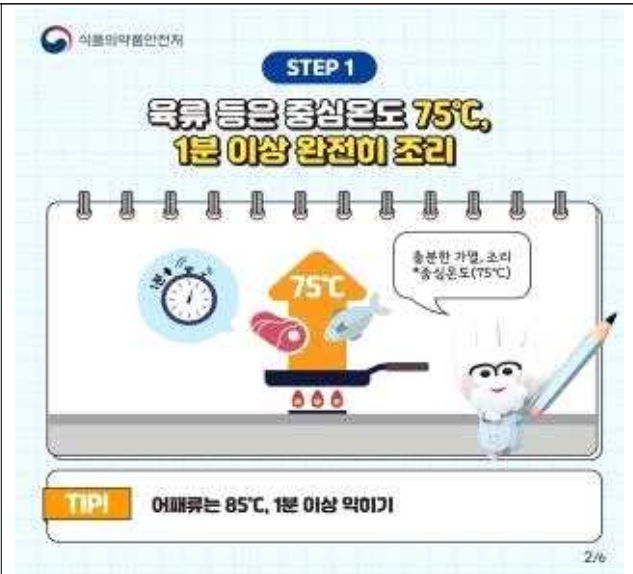 식품의약품안전처
STEP 1
육류 등은 중심온도 75℃,
1분 이상 완전히 조리
1분
75℃
충분한 가열, 조리
*중심온도(75℃)
TIP!
어패류는 85℃, 1분 이상 익히기
2/6